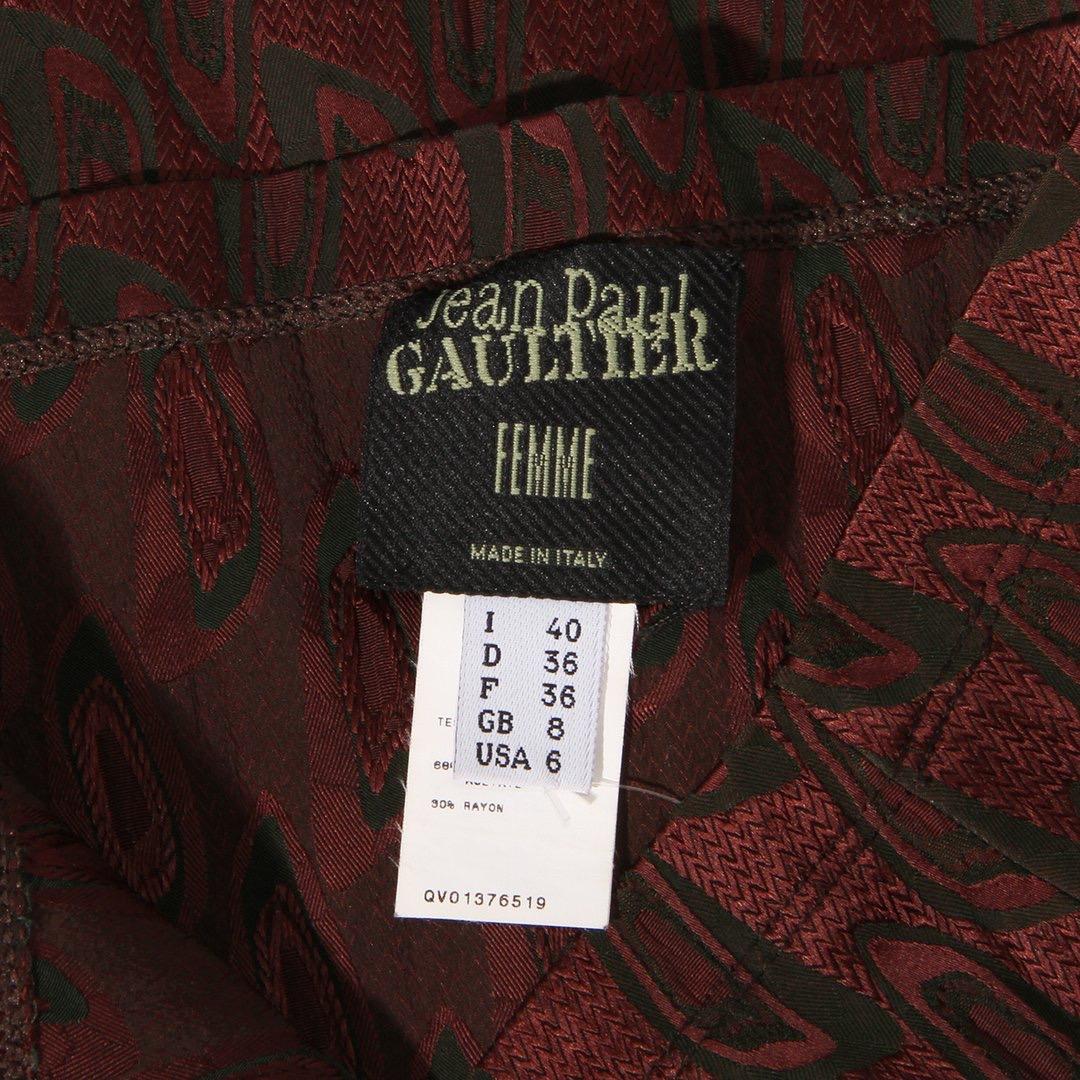 Jean Paul
GAULTIER
FEMME
MADE IN ITALY
I 40
D 36
F 36
GB 8
USA 6
30% RAYON
QV01376519